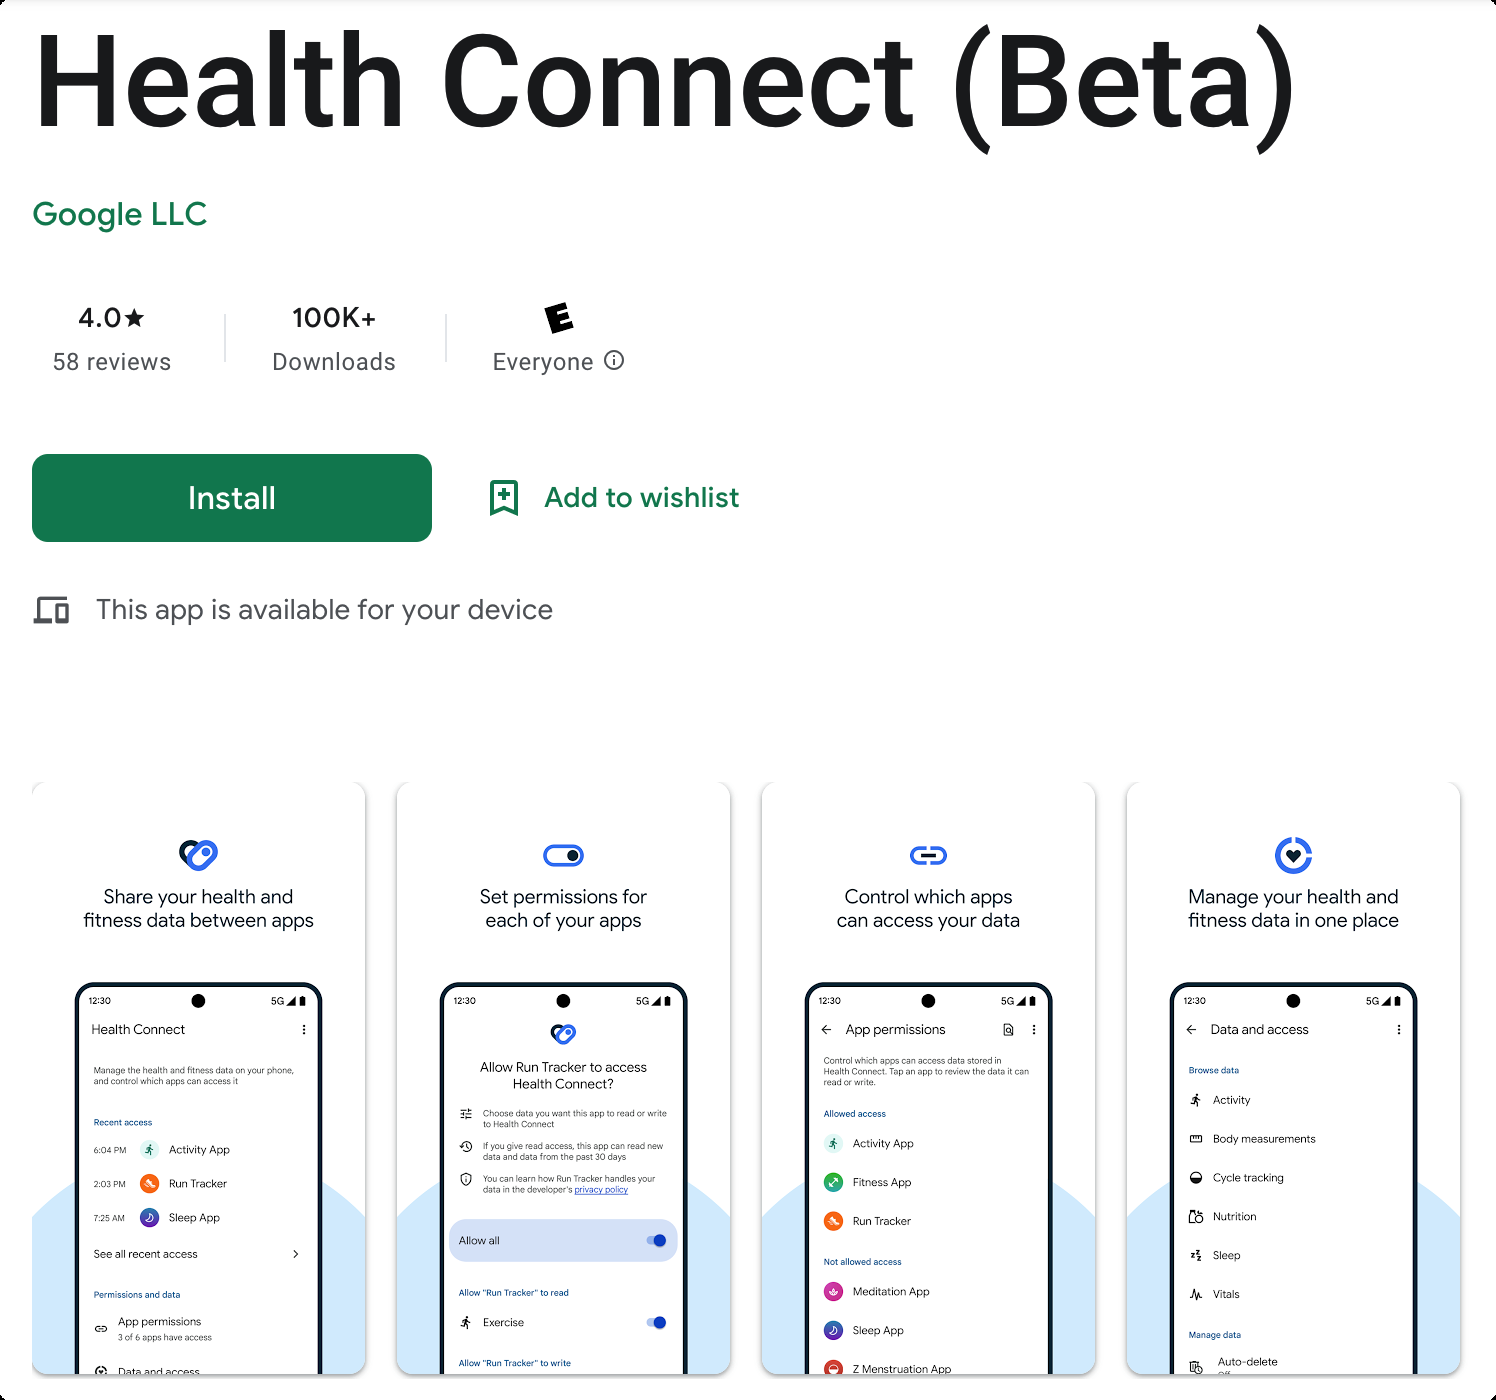 Health Connect (Beta)
Google LLC
4.0★
58 reviews
100K+
Downloads
E
Everyone
Install
Add to wishlist
This app is available for your device
Share your health and
fitness data between apps
12:30
5G
Health Connect
Manage the health and fitness data on your phone,
and control which apps can access it
Recent access
6:04 PM Activity App
2:03 PM Run Tracker
7:25 AM Sleep App
See all recent access
Permissions and data
App permissions
3 of 6 apps have access
Data and access
Set permissions for
each of your apps
12:30
5G
Allow Run Tracker to access
Health Connect?
Choose data you want this app to read or write
to Health Connect
If you give read access, this app can read new
data and data from the past 30 days
You can learn how Run Tracker handles your
data in the developer's privacy policy
Allow all
Allow "Run Tracker" to read
Exercise
Allow "Run Tracker" to write
Control which apps
can access your data
12:30
5G
App permissions
Control which apps can access data stored in
Health Connect. Tap an app to review the data it can
read or write.
Allowed access
Activity App
Fitness App
Run Tracker
Not allowed access
Meditation App
Sleep App
Z Menstruation App
Manage your health and
fitness data in one place
12:30
5G
Data and access
Browse data
Activity
Body measurements
Cycle tracking
Nutrition
Sleep
Vitals
Manage data
Auto-delete